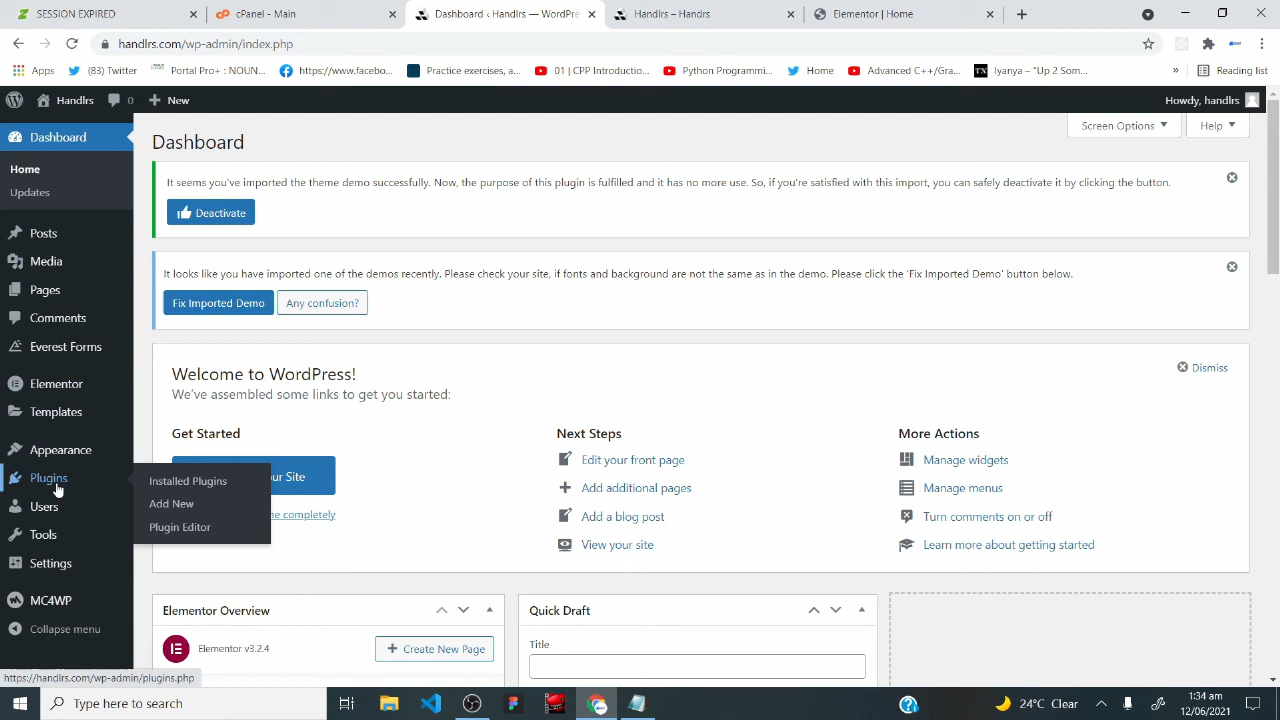 SESSION EXPIRED
cPanel - Main
Dashboard ‹ Handlrs — WordPre
Handlrs – Handrs
Elementor | Home
handlrs.com/wp-admin/index.php
Apps
(83) Twitter
Portal Pro+ : NOUN...
https://www.facebo...
Practice exercises, a...
01 | CPP Introductio...
Python Programmi...
Home
Advanced C++/Gra...
Iyanya – "Up 2 Som...
»
Reading list
Handlrs
0
New
Howdy, handlrs
Dashboard
Home
Updates
Posts
Media
Pages
Comments
Everest Forms
Elementor
Templates
Appearance
Plugins
Users
Tools
Settings
MC4WP
Collapse menu
Installed Plugins
Add New
Plugin Editor
https://handlrs.com/wp-admin/plugins.php
Dashboard
Screen Options
Help
It seems you've imported the theme demo successfully. Now, the purpose of this plugin is fulfilled and it has no more use. So, if you're satisfied with this import, you can safely deactivate it by clicking the button.
Deactivate
It looks like you have imported one of the demos recently. Please check your site, if fonts and background are not the same as in the demo. Please click the 'Fix Imported Demo' button below.
Fix Imported Demo
Any confusion?
Welcome to WordPress!
Dismiss
We've assembled some links to get you started:
Get Started
Next Steps
More Actions
ur Site
ne completely
Edit your front page
Add additional pages
Add a blog post
View your site
Manage widgets
Manage menus
Turn comments on or off
Learn more about getting started
Elementor Overview
Elementor v3.2.4
Create New Page
Quick Draft
Title
Type here to search
24°C Clear
1:34 am
12/06/2021